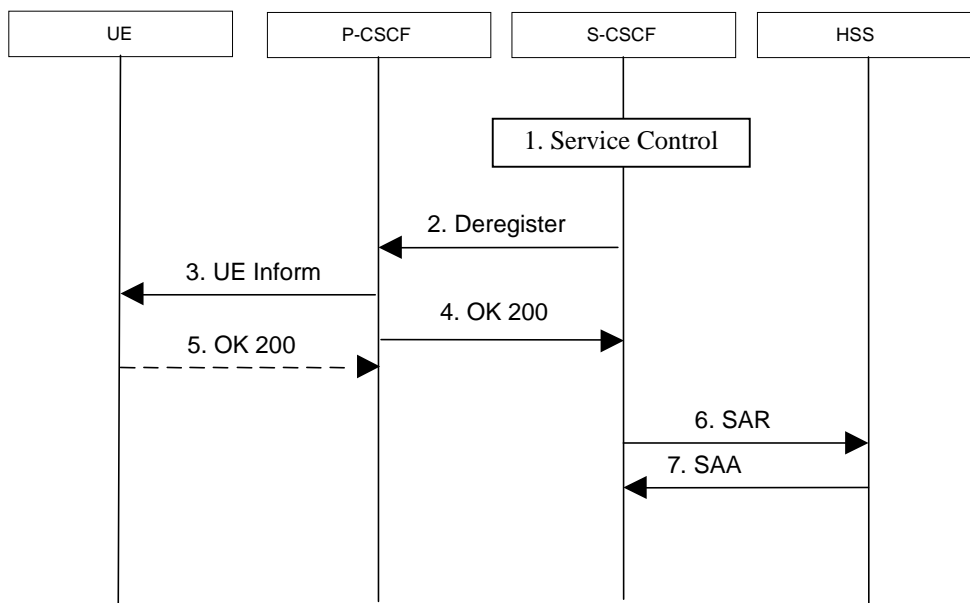 UE
P-CSCF
S-CSCF
HSS
1. Service Control
2. Deregister
3. UE Inform
4. OK 200
5. OK 200
6. SAR
7. SAA